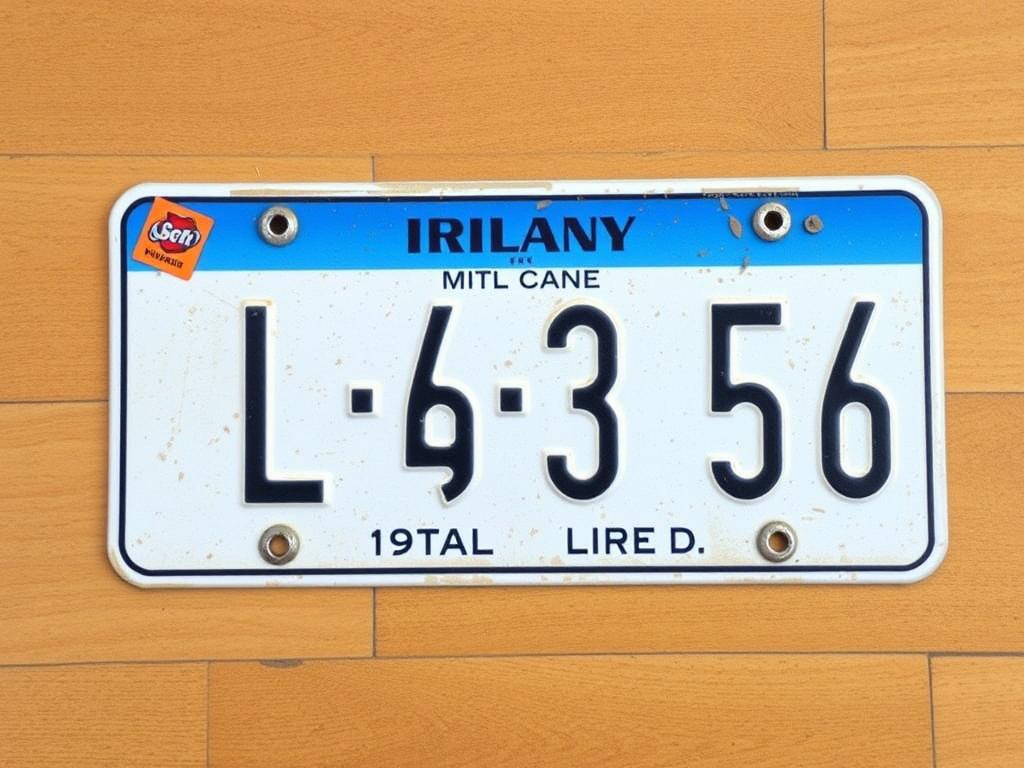 IRILANY
MITL CANE
L·6·3 56
19TAL LIRE D.